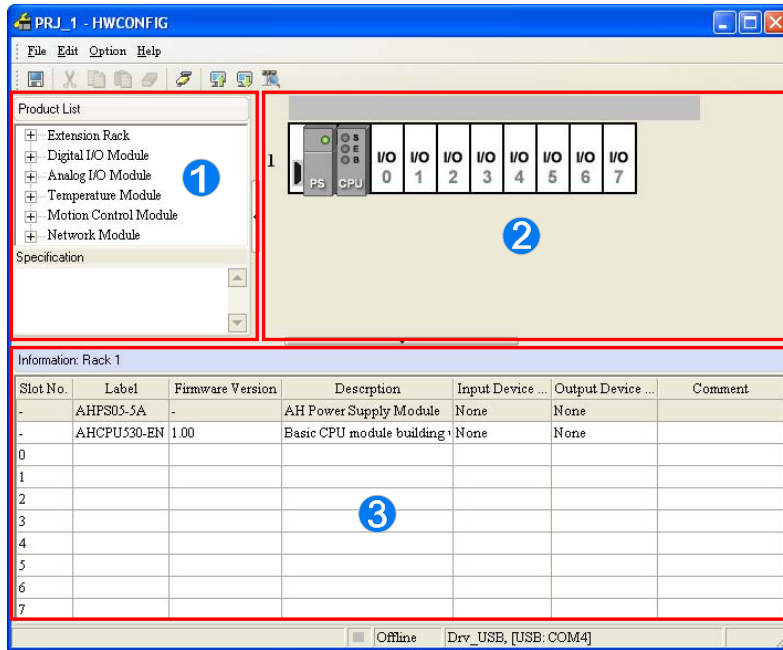 PRJ_1 - HWCONFIG
File Edit Option Help
Product List
Extension Rack
Digital I/O Module
Analog I/O Module
Temperature Module
Motion Control Module
Network Module
Specification
1
1
PS
CPU
S
E
B
I/O 0
I/O 1
I/O 2
I/O 3
I/O 4
I/O 5
I/O 6
I/O 7
2
Information: Rack 1
Slot No. Label Firmware Version Descrption Input Device ... Output Device ... Comment
- AHPS05-5A - AH Power Supply Module None None
- AHCPU530-EN 1.00 Basic CPU module building None None
0
1
2
3
3
4
5
6
7
Offline Drv_USB, [USB: COM4]